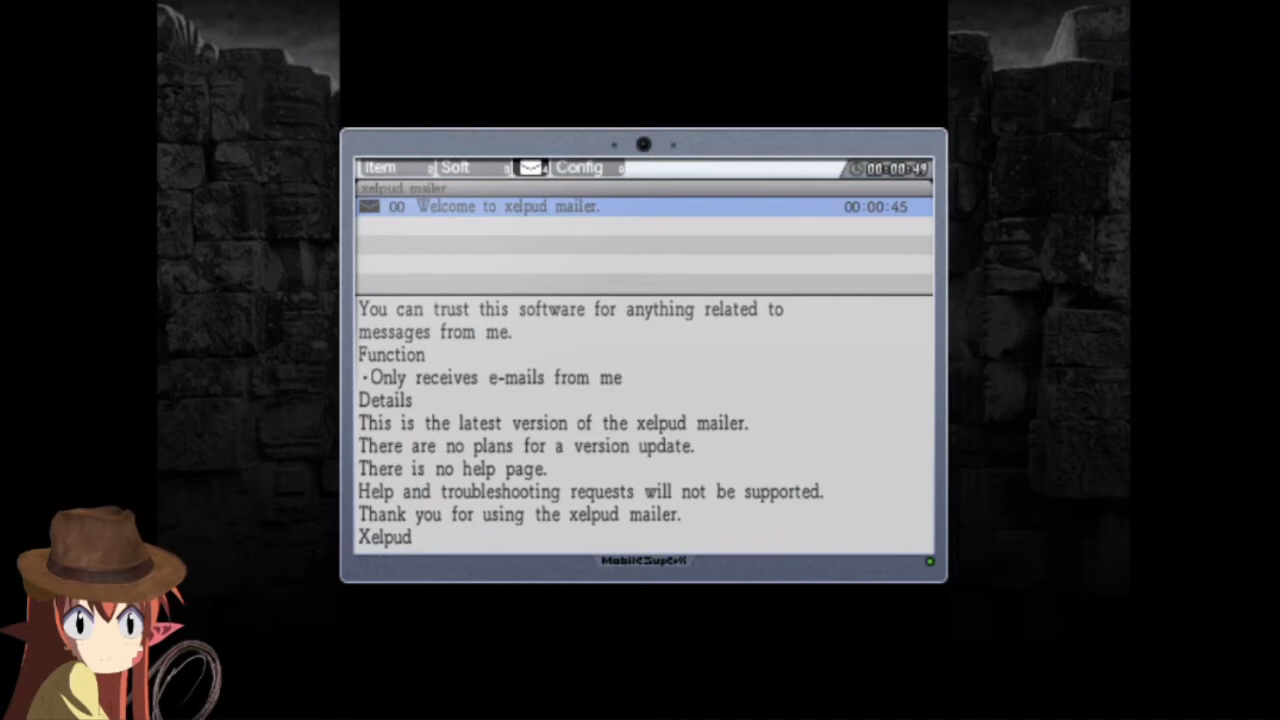 Item Soft Config 00:00:49
xelpud mailer
00 Welcome to xelpud mailer. 00:00:45
You can trust this software for anything related to
messages from me.
Function
・Only receives e-mails from me
Details
This is the latest version of the xelpud mailer.
There are no plans for a version update.
There is no help page.
Help and troubleshooting requests will not be supported.
Thank you for using the xelpud mailer.
Xelpud
MobileSuperX